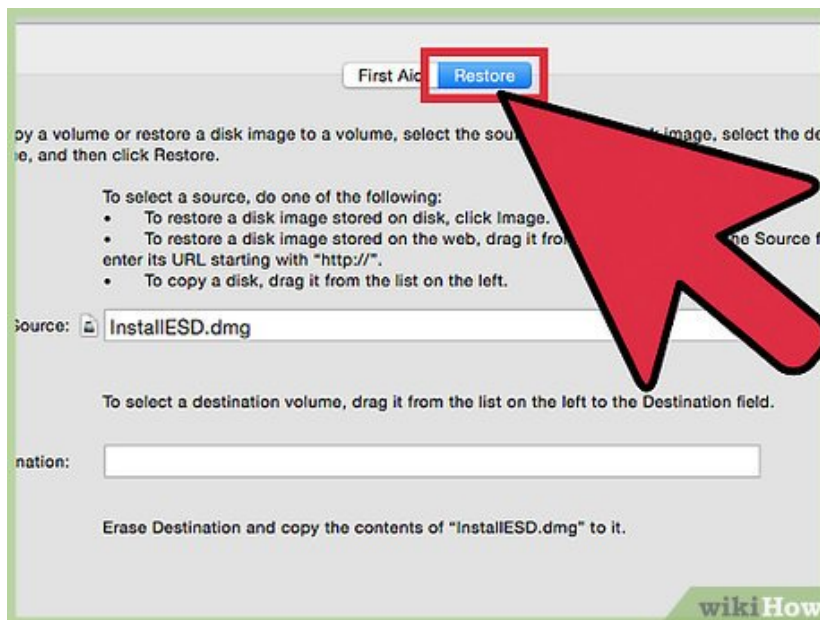 First Aid Restore
py a volume or restore a disk image to a volume, select the image, select the de
e, and then click Restore.
To select a source, do one of the following:
• To restore a disk image stored on disk, click Image.
• To restore a disk image stored on the web, drag it from the Source f
enter its URL starting with "http://".
• To copy a disk, drag it from the list on the left.
Source: InstallESD.dmg
To select a destination volume, drag it from the list on the left to the Destination field.
nation:
Erase Destination and copy the contents of "InstallESD.dmg" to it.
wikiHow